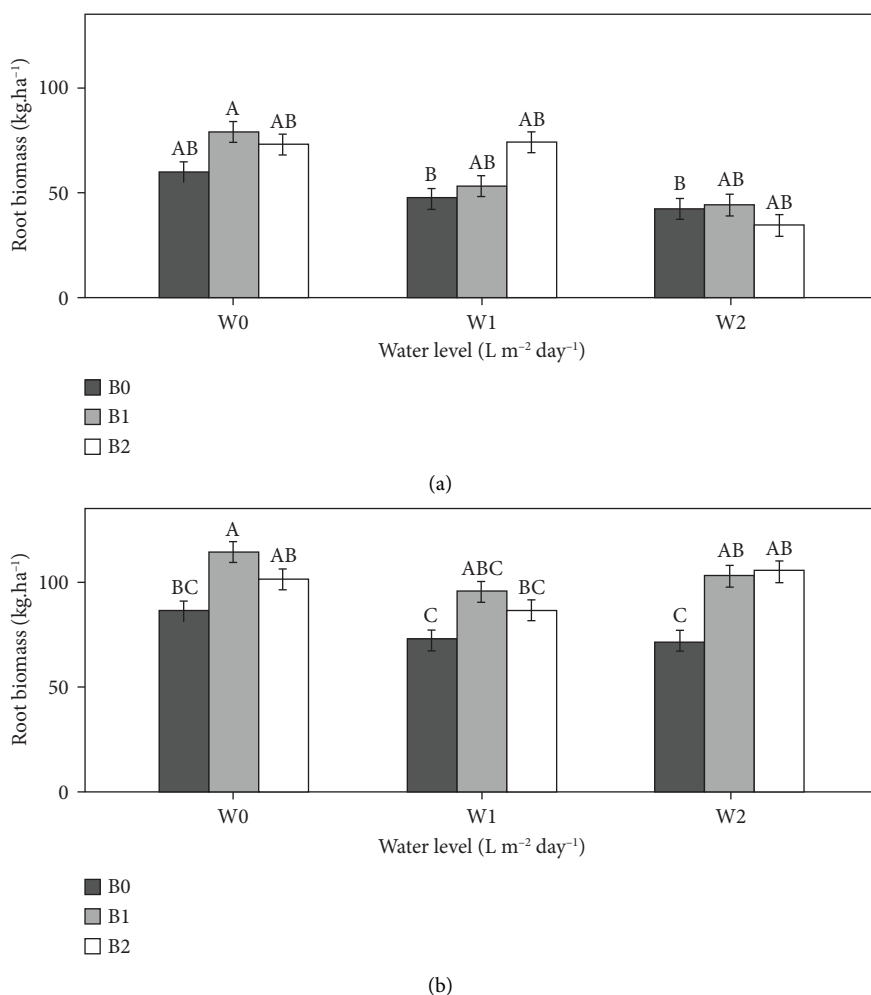 Root biomass (kg.ha⁻¹)
100
50
0
AB
A
AB
B
AB
AB
B
AB
AB
W0
W1
W2
Water level (L m⁻² day⁻¹)
B0
B1
B2
(a)
Root biomass (kg.ha⁻¹)
100
50
0
BC
A
AB
C
ABC
BC
C
AB
AB
W0
W1
W2
Water level (L m⁻² day⁻¹)
B0
B1
B2
(b)